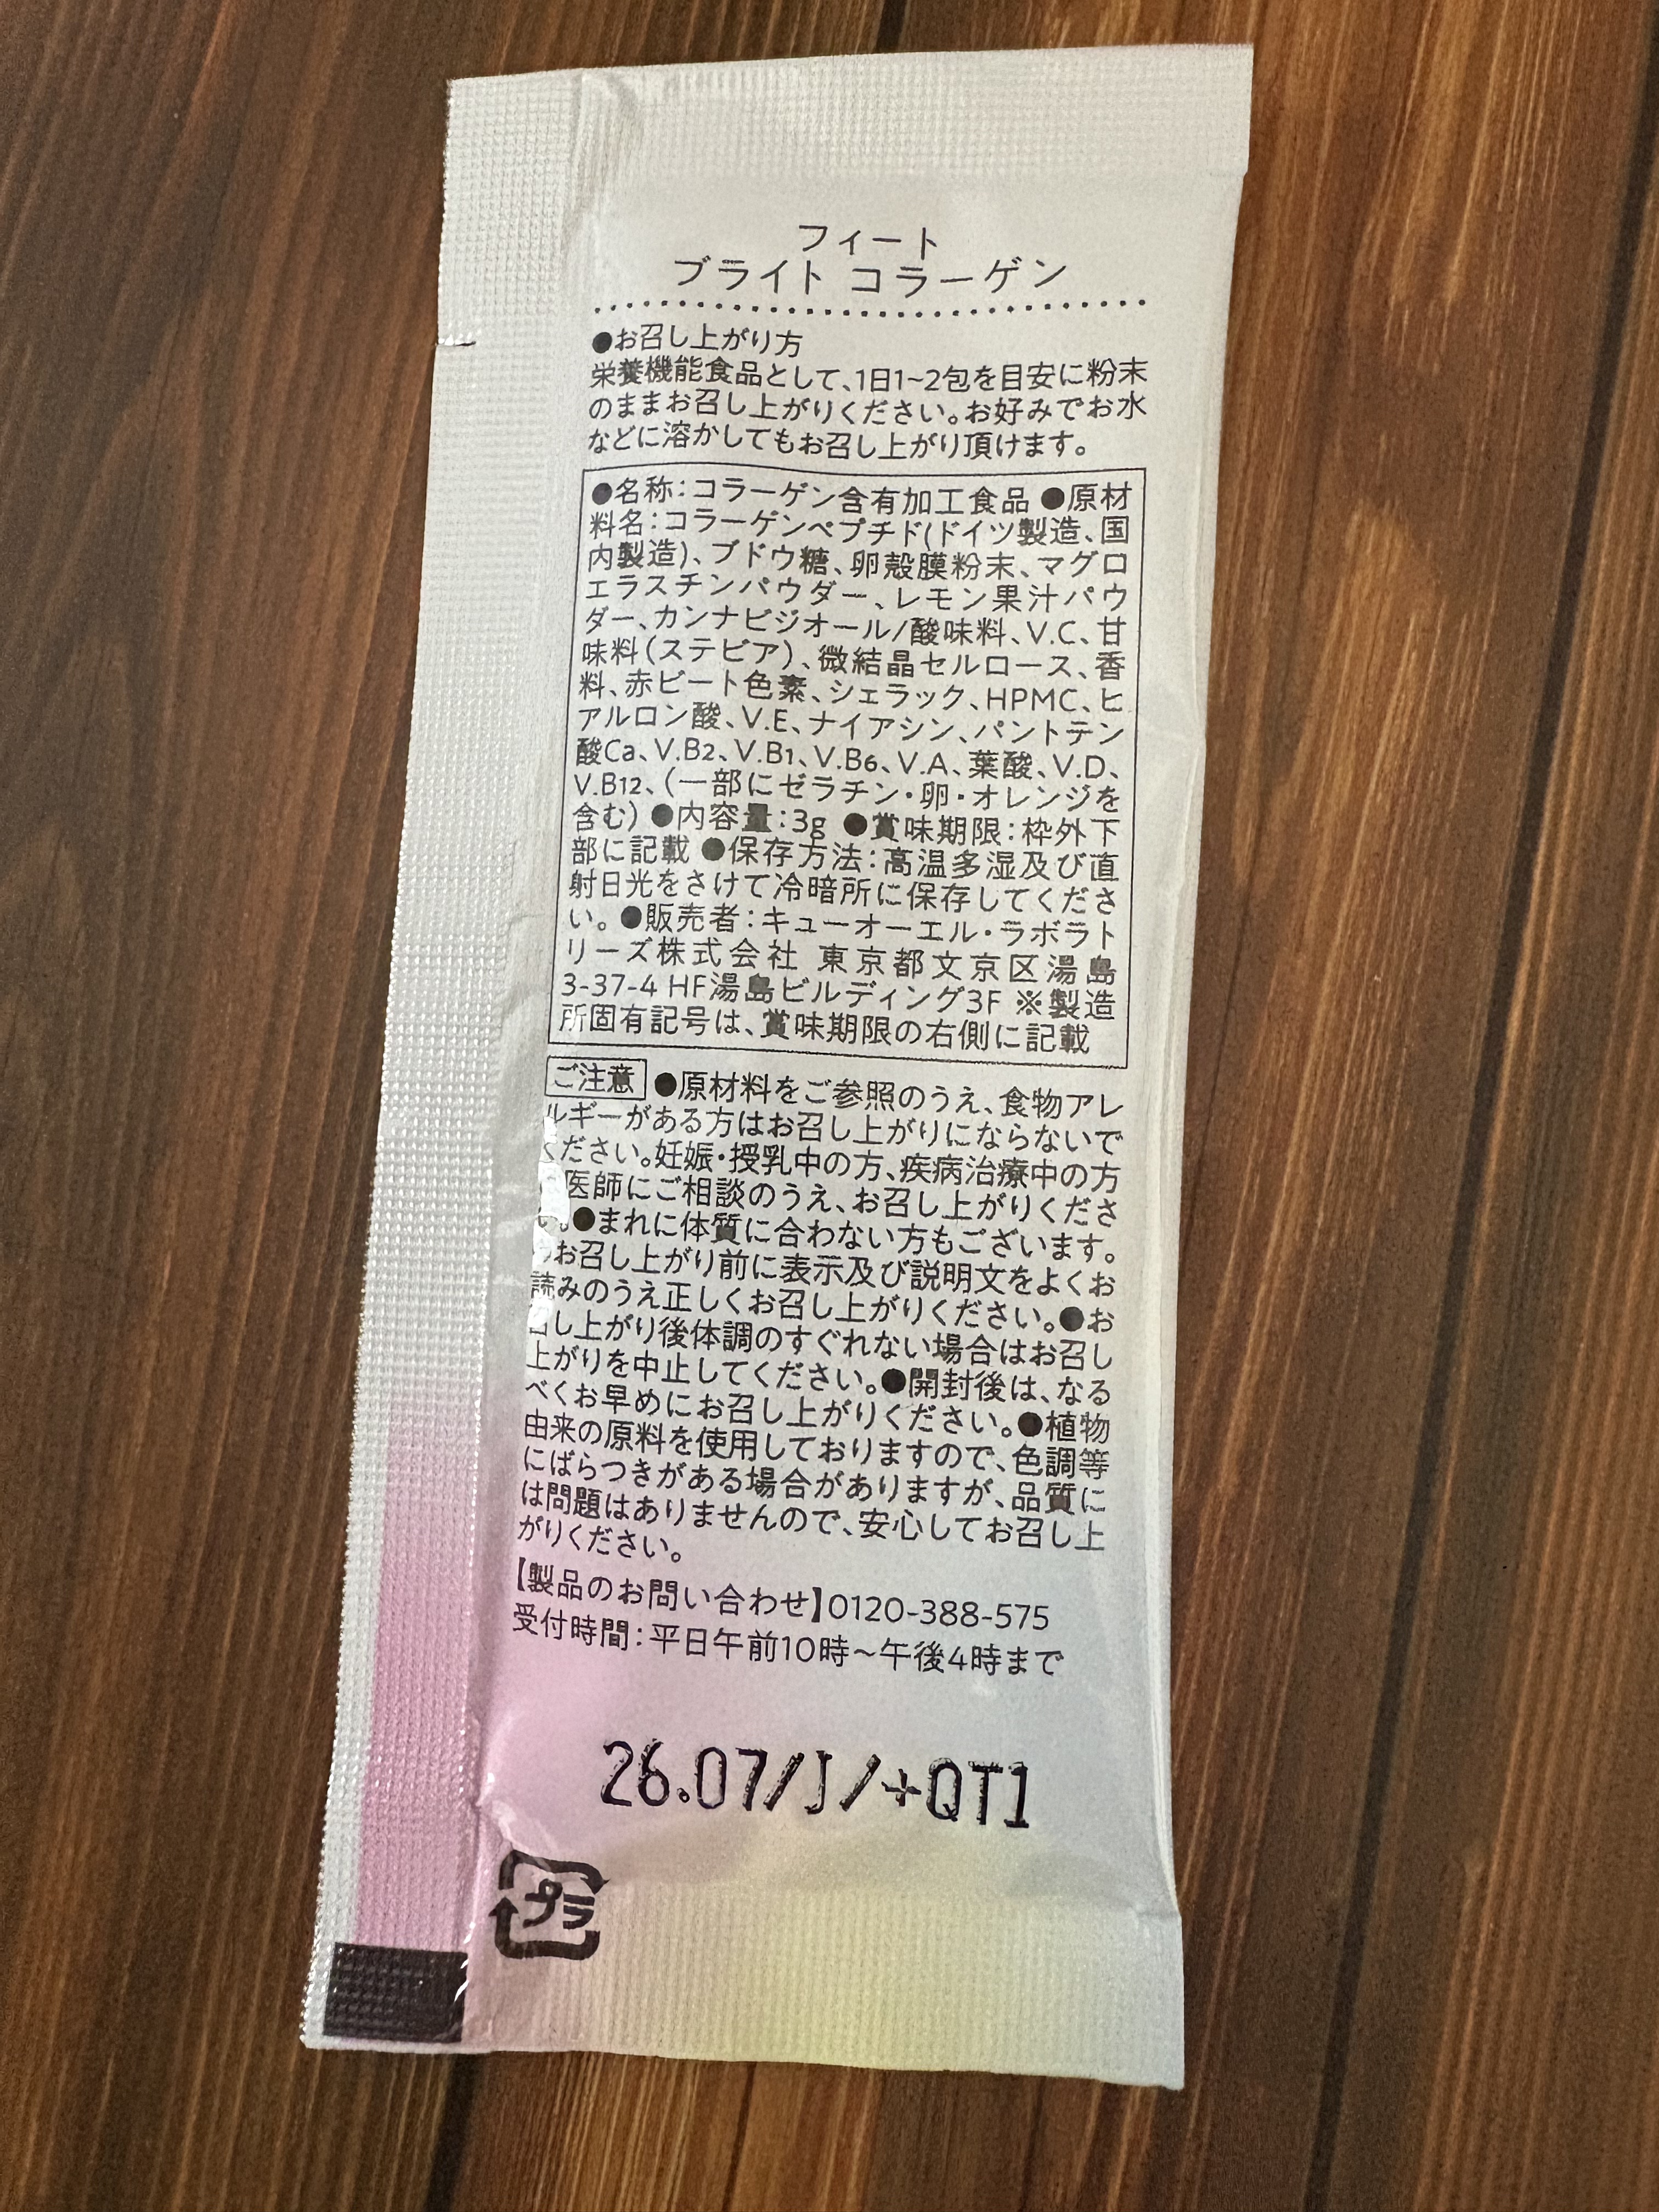 フィート
ブライト コラーゲン
●お召し上がり方
栄養機能食品として、1日1~2包を目安に粉末
のままお召し上がりください。お好みでお水
などに溶かしてもお召し上がり頂けます。
●名称：コラーゲン含有加工食品 ●原材
料名：コラーゲンペプチド(ドイツ製造、国
内製造)、ブドウ糖、卵殻膜粉末、マグロ
エラスチンパウダー、レモン果汁パウ
ダー、カンナビジオール/酸味料、V.C、甘
味料(ステビア)、微結晶セルロース、香
料、赤ビート色素、シェラック、HPMC、ヒ
アルロン酸、V.E、ナイアシン、パントテン
酸Ca、V.B2、V.B1、V.B6、V.A、葉酸、V.D、
V.B12、(一部にゼラチン・卵・オレンジを
含む) ●内容量：3g ●賞味期限：枠外下
部に記載 ●保存方法：高温多湿及び直
射日光をさけて冷暗所に保存してくださ
い。●販売者：キューオーエル・ラボラト
リーズ株式会社 東京都文京区湯島
3-37-4 HF湯島ビルディング3F ※製造
所固有記号は、賞味期限の右側に記載
ご注意 ●原材料をご参照のうえ、食物アレ
ルギーがある方はお召し上がりにならないで
ください。妊娠・授乳中の方、疾病治療中の方
医師にご相談のうえ、お召し上がりくださ
い。●まれに体質に合わない方もございます。
お召し上がり前に表示及び説明文をよくお
読みのうえ正しくお召し上がりください。●お
召し上がり後体調のすぐれない場合はお召し
上がりを中止してください。●開封後は、なる
べくお早めにお召し上がりください。●植物
由来の原料を使用しておりますので、色調等
にばらつきがある場合がありますが、品質に
は問題はありませんので、安心してお召し上
がりください。
【製品のお問い合わせ】0120-388-575
受付時間：平日午前10時～午後4時まで
26.07/J/+QT1
プラ